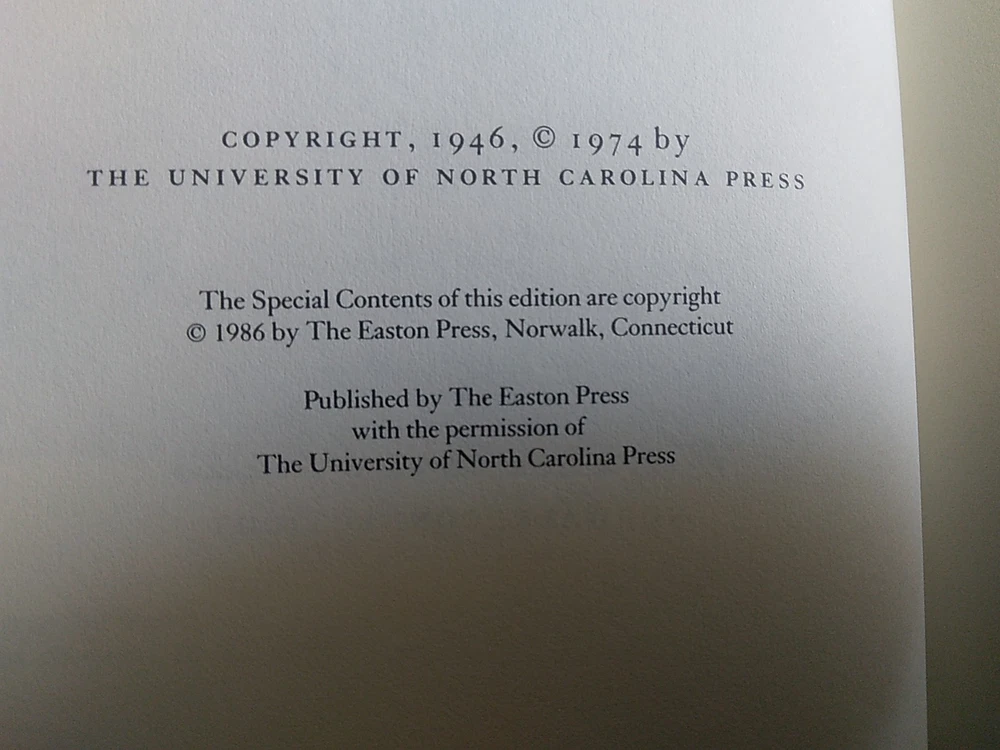 COPYRIGHT, 1946, © 1974 by
THE UNIVERSITY OF NORTH CAROLINA PRESS
The Special Contents of this edition are copyright
© 1986 by The Easton Press, Norwalk, Connecticut
Published by The Easton Press
with the permission of
The University of North Carolina Press